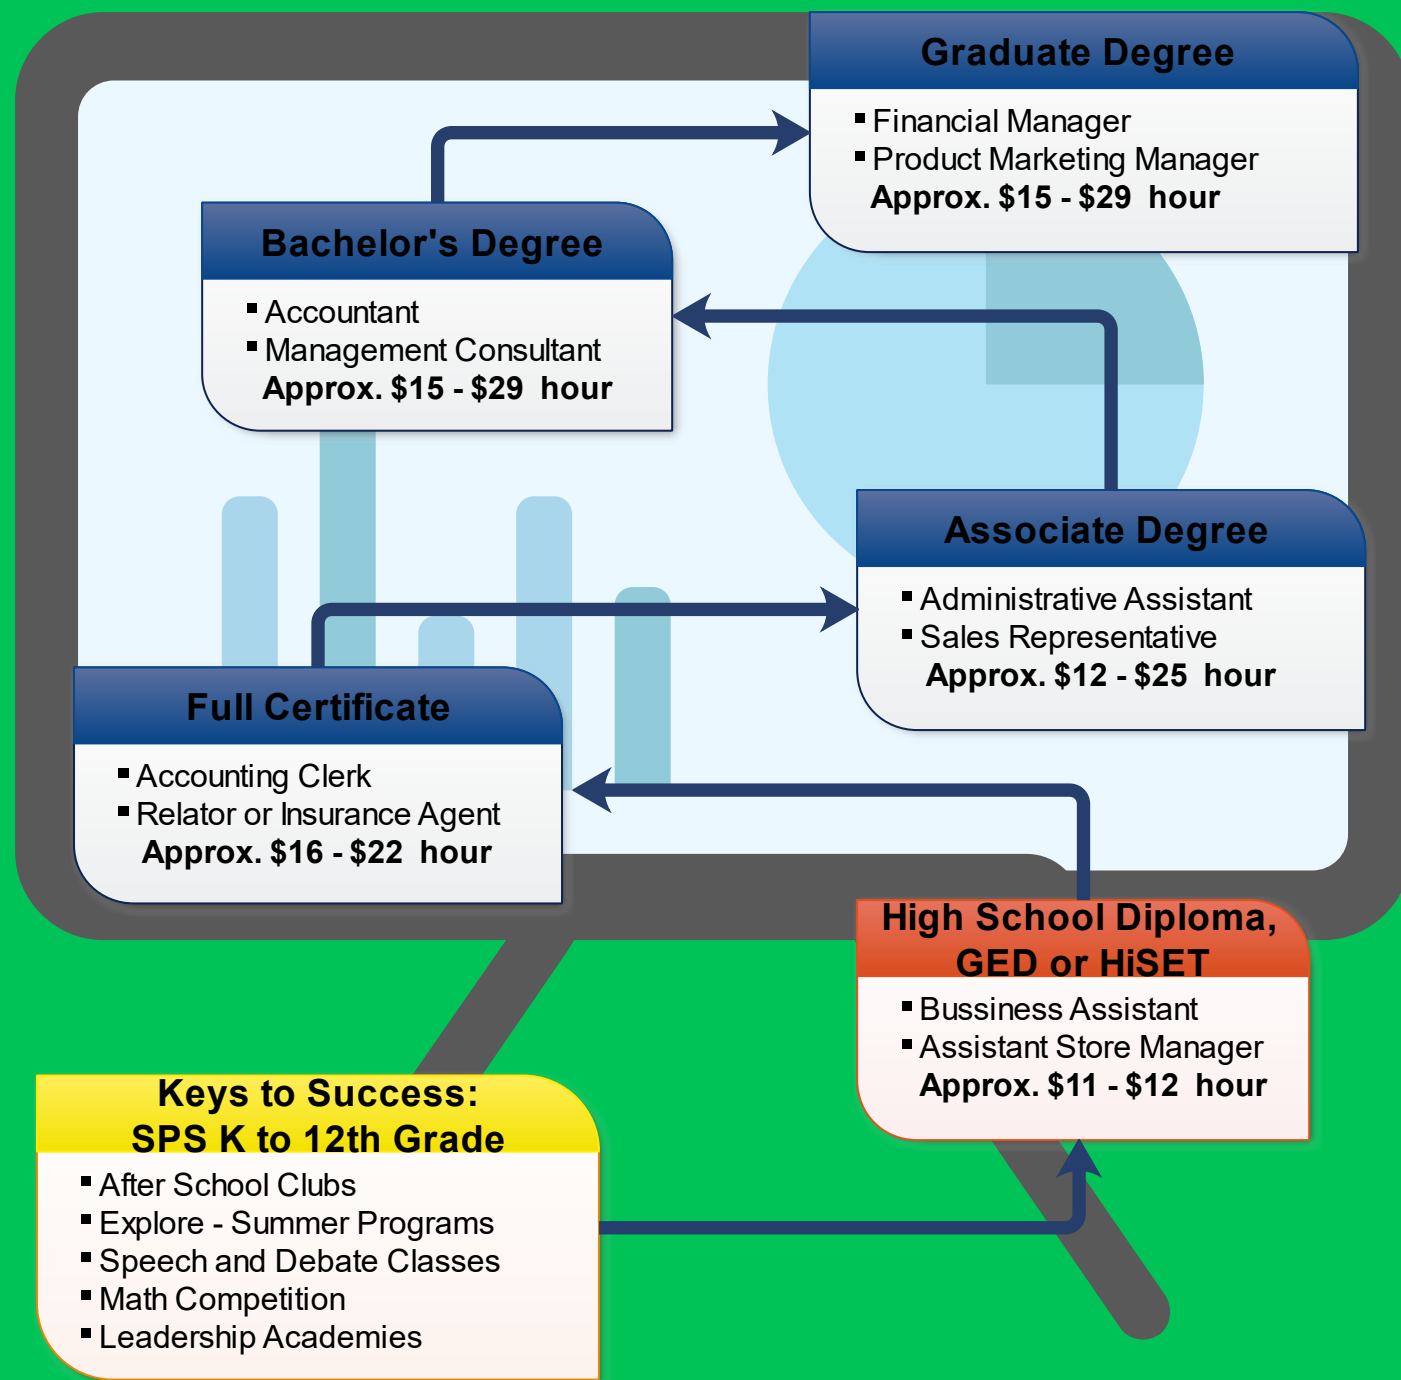 Graduate Degree
Financial Manager
Product Marketing Manager
Approx. $15 - $29 hour
Bachelor's Degree
Accountant
Management Consultant
Approx. $15 - $29 hour
Associate Degree
Administrative Assistant
Sales Representative
Approx. $12 - $25 hour
Full Certificate
Accounting Clerk
Relator or Insurance Agent
Approx. $16 - $22 hour
High School Diploma,
GED or HiSET
Bussiness Assistant
Assistant Store Manager
Approx. $11 - $12 hour
Keys to Success:
SPS K to 12th Grade
After School Clubs
Explore - Summer Programs
Speech and Debate Classes
Math Competition
Leadership Academies